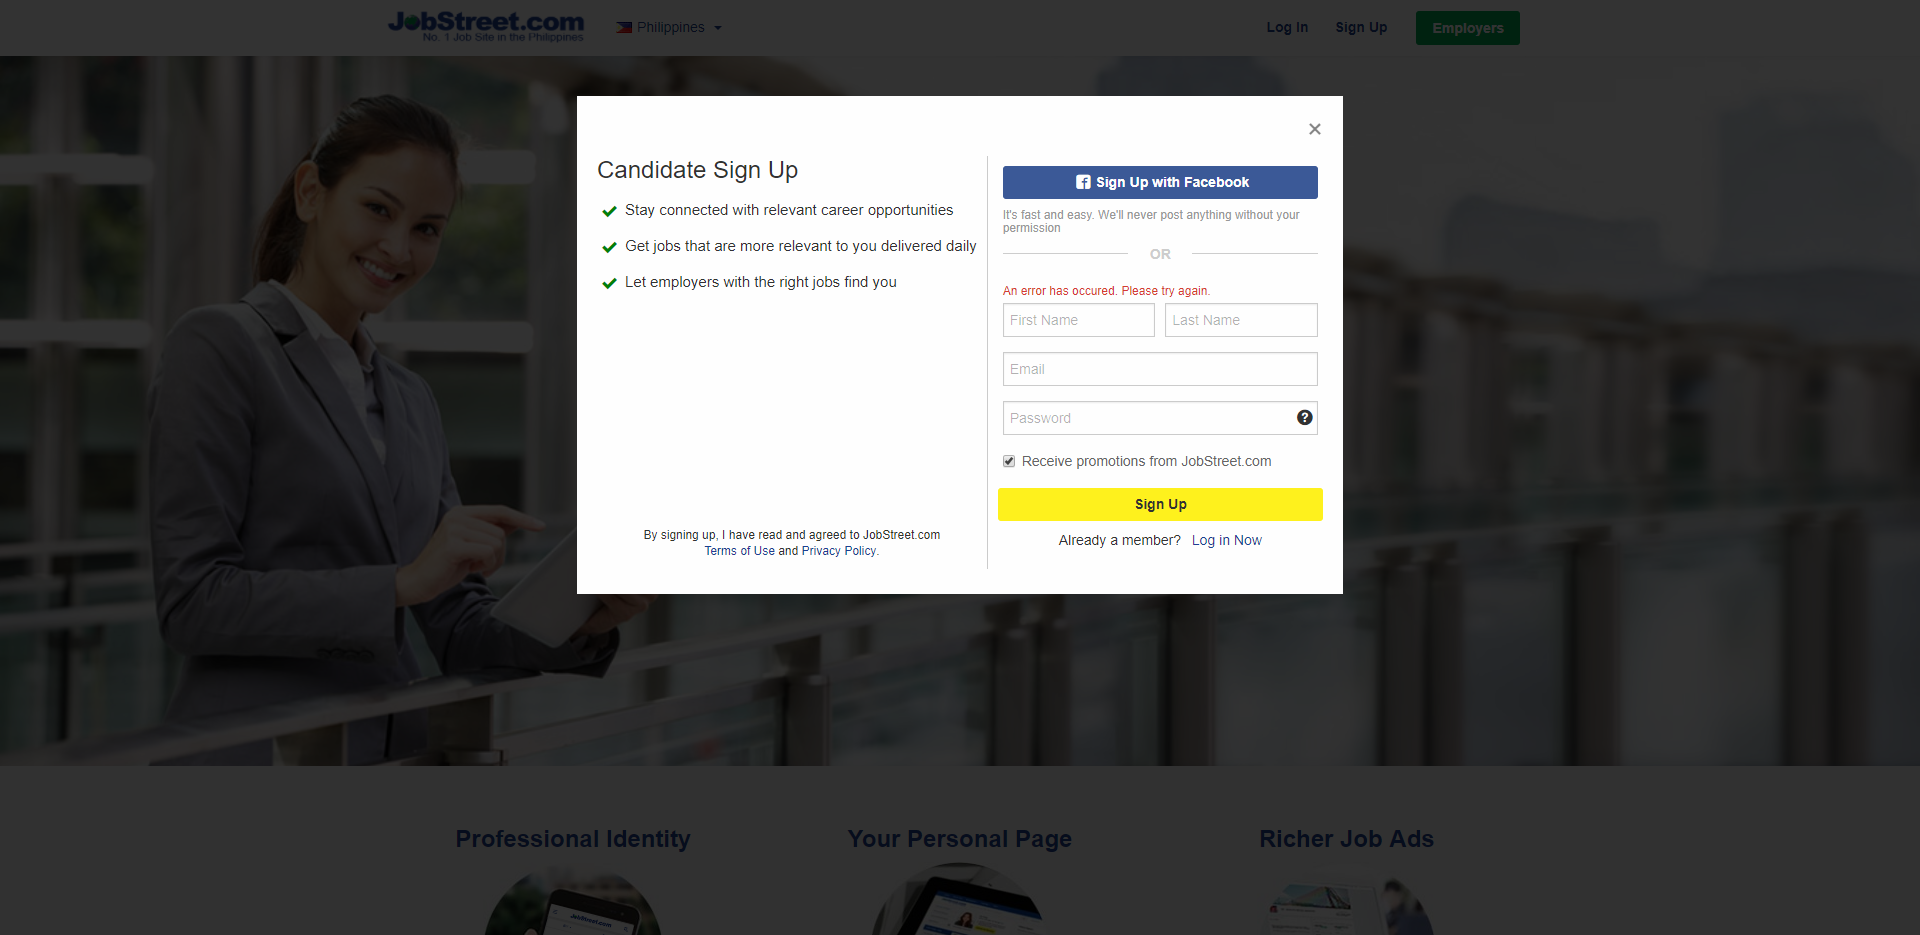 JobStreet.com
No. 1 Job Site in the Philippines
Philippines
Log In
Sign Up
Employers
Candidate Sign Up
Stay connected with relevant career opportunities
Get jobs that are more relevant to you delivered daily
Let employers with the right jobs find you
By signing up, I have read and agreed to JobStreet.com
Terms of Use and Privacy Policy.
Sign Up with Facebook
It's fast and easy. We'll never post anything without your
permission
OR
An error has occured. Please try again.
First Name
Last Name
Email
Password
?
Receive promotions from JobStreet.com
Sign Up
Already a member? Log in Now
Professional Identity
Your Personal Page
Richer Job Ads
JobStreet.com